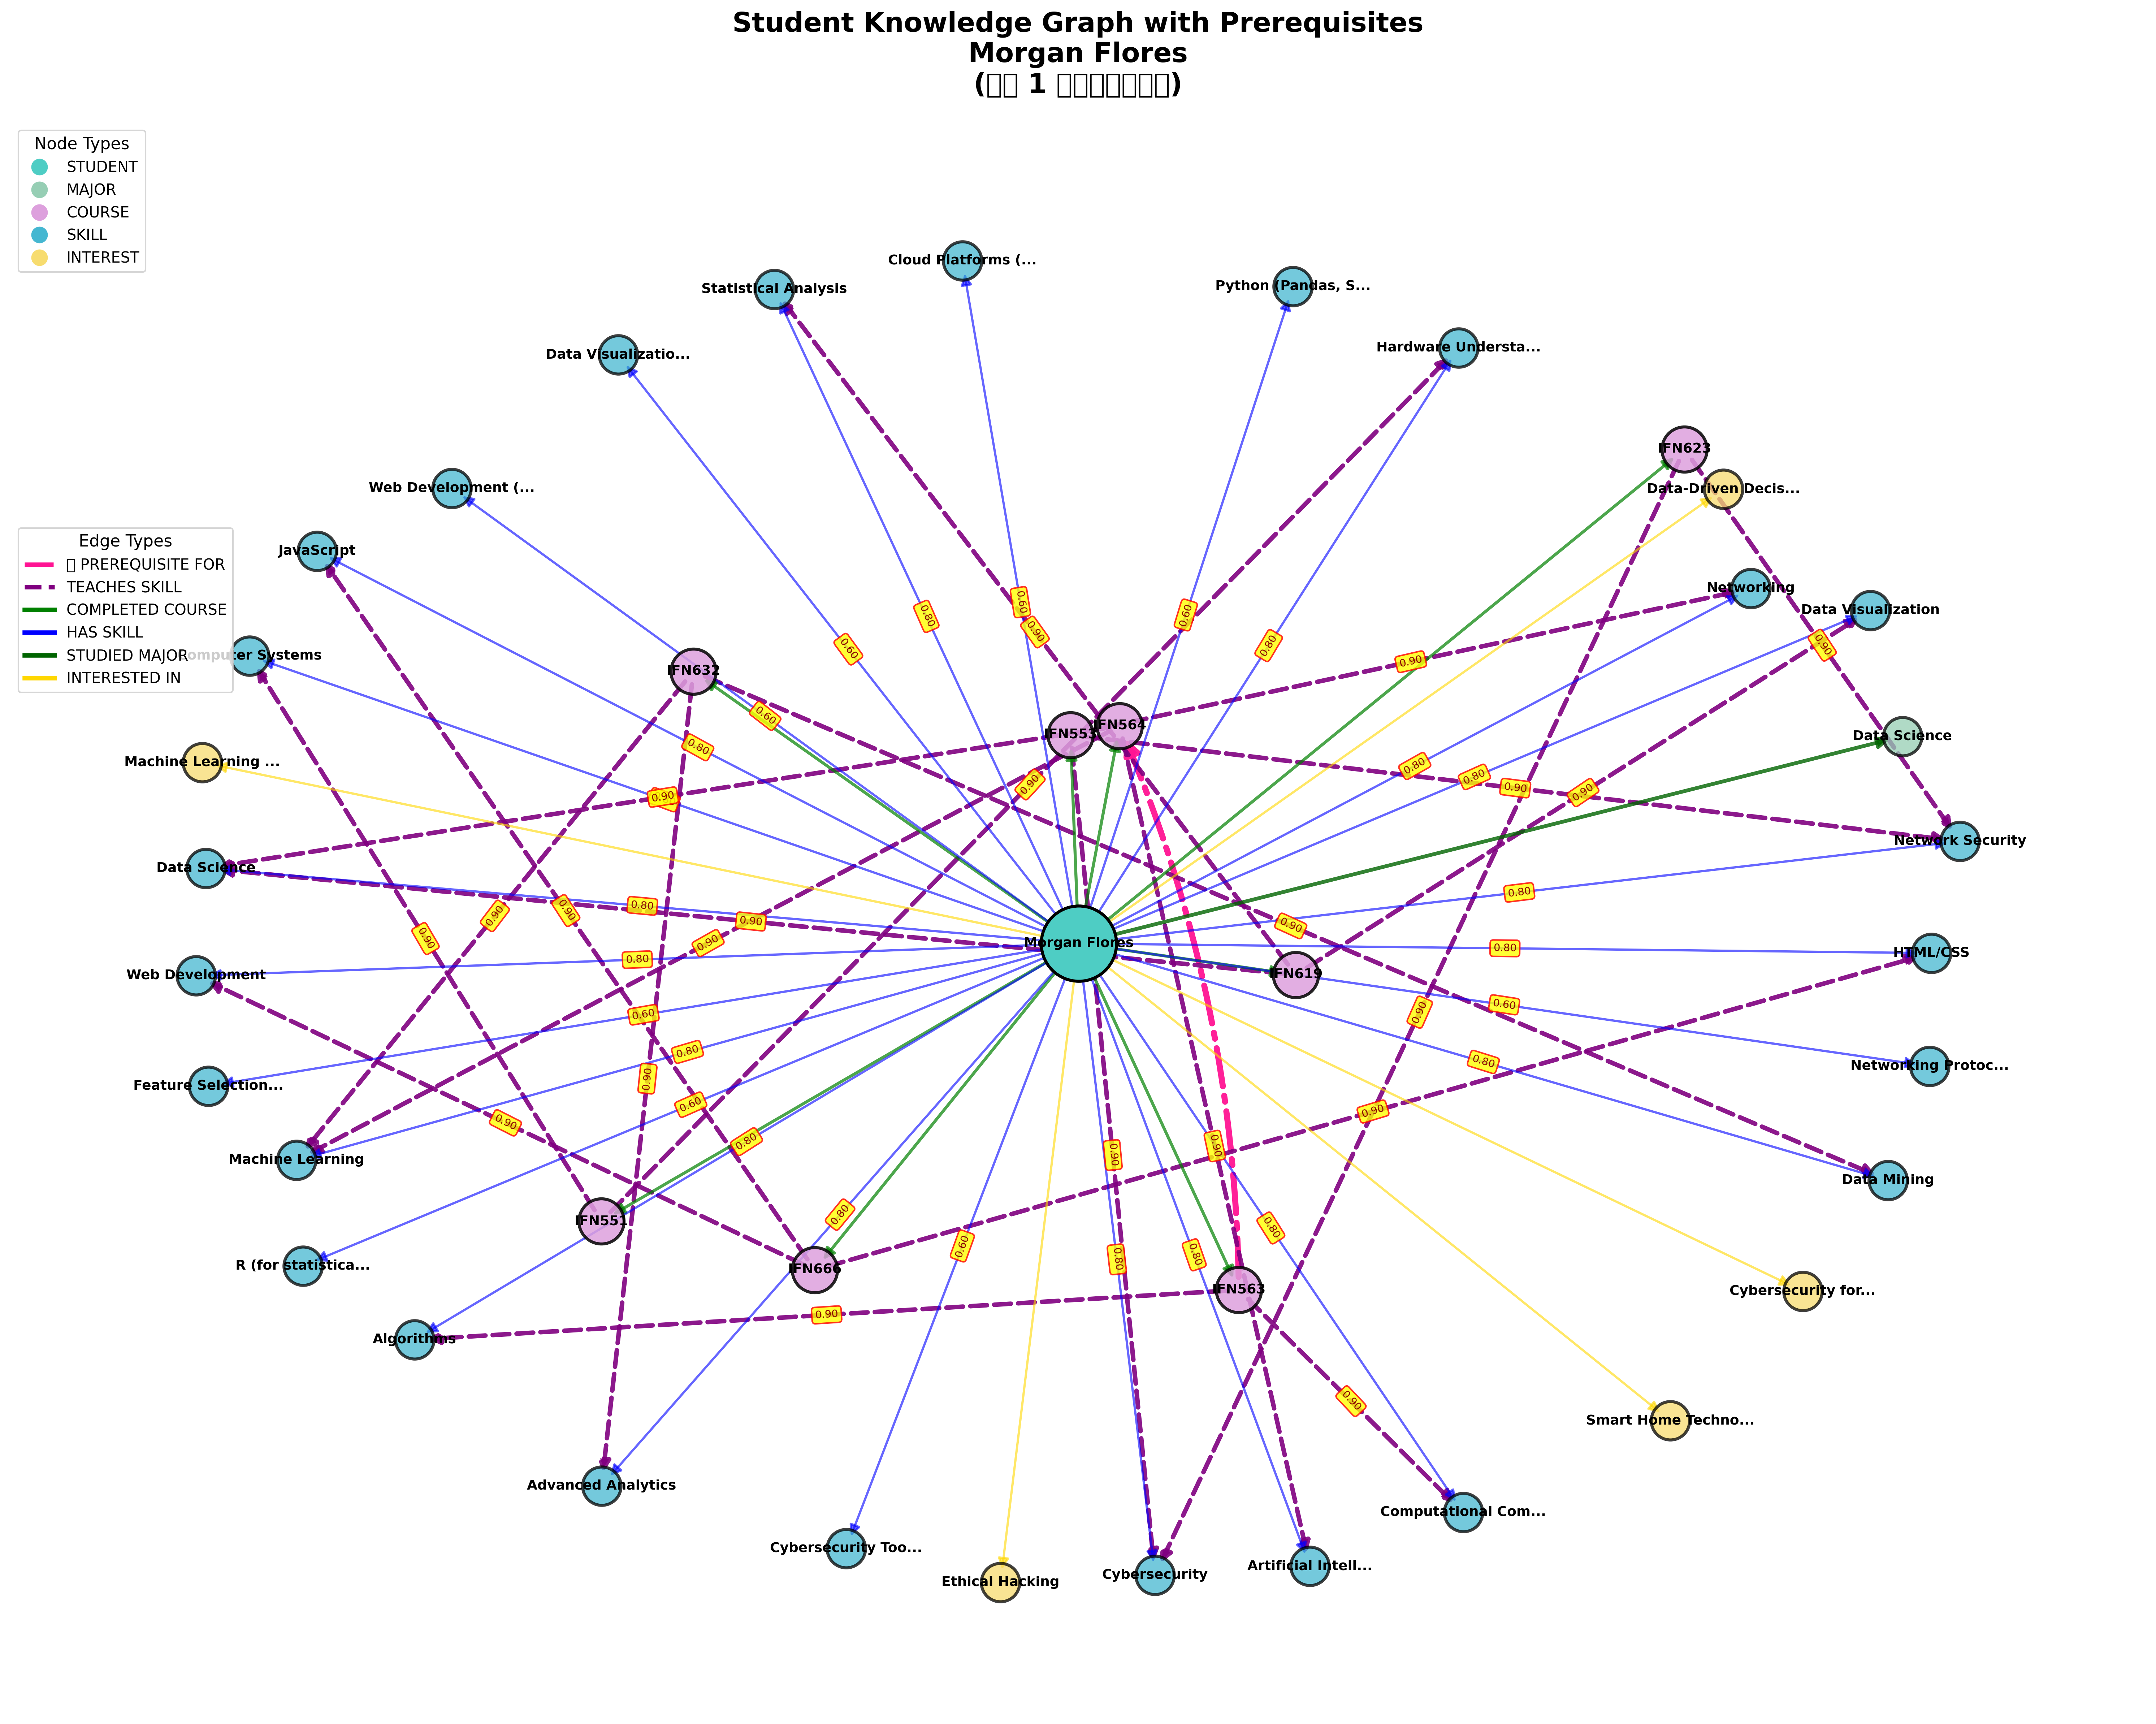 Student Knowledge Graph with Prerequisites
Morgan Flores
(▯▯ 1 ▯▯▯▯▯▯▯)
Node Types
STUDENT
MAJOR
COURSE
SKILL
INTEREST
Edge Types
▯ PREREQUISITE FOR
TEACHES SKILL
COMPLETED COURSE
HAS SKILL
STUDIED MAJOR
INTERESTED IN
Cloud Platforms (...
Statistical Analysis
Python (Pandas, S...
Hardware Understa...
Data Visualizatio...
IFN623
Web Development (...
Data-Driven Decis...
JavaScript
Networking
0.60
0.60
0.80
Data Visualization
0.90
0.80
0.90
0.60
omputer Systems
0.90
IFN632
0.60
IFN553
IFN564
Data Science
0.80
Machine Learning ...
0.80
0.80
0.90
0.90
0.90
0.90
Network Security
Data Science
0.80
0.80
0.90
0.90
0.90
0.90
0.90
0.90
Morgan Flores
0.80
HTML/CSS
0.80
Web Development
IFN619
0.60
0.60
0.90
0.80
0.80
Networking Protoc...
0.90
Feature Selection...
0.60
0.90
0.90
0.80
0.90
0.90
Machine Learning
Data Mining
IFN551
0.80
0.80
0.60
0.80
0.80
R (for statistica...
IFN666
IFN563
Cybersecurity for...
0.90
Algorithms
0.90
Smart Home Techno...
Advanced Analytics
Computational Com...
Cybersecurity Too...
Artificial Intell...
Cybersecurity
Ethical Hacking